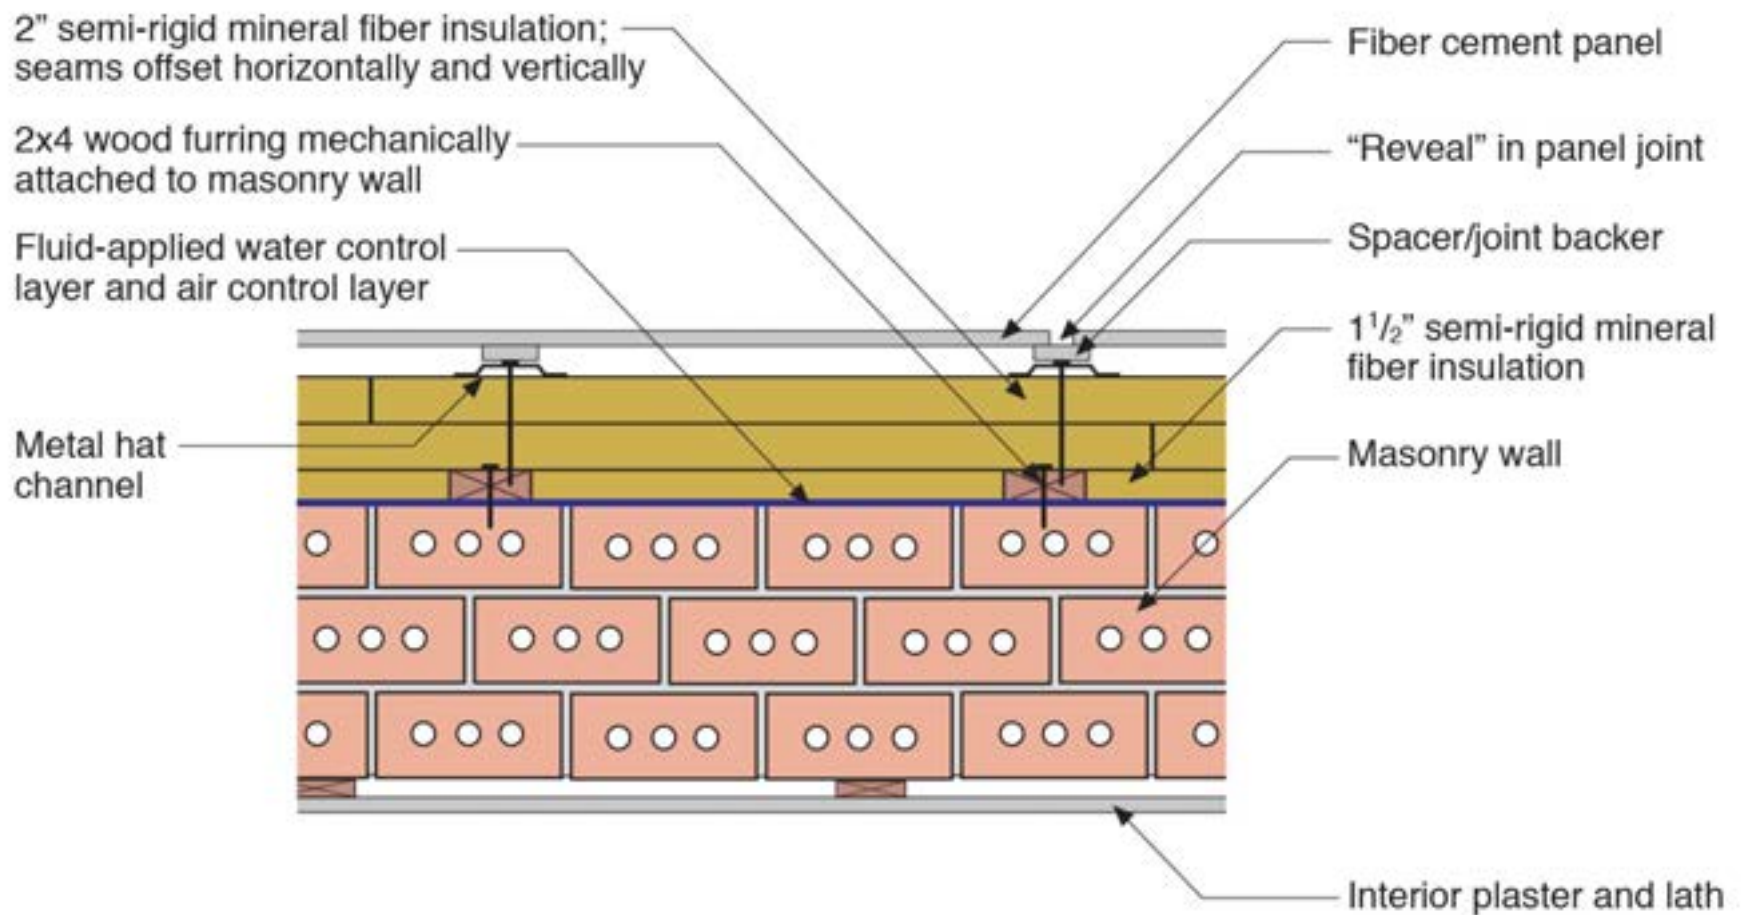 2” semi-rigid mineral fiber insulation;
seams offset horizontally and vertically
2x4 wood furring mechanically
attached to masonry wall
Fluid-applied water control
layer and air control layer
Metal hat
channel
Fiber cement panel
“Reveal” in panel joint
Spacer/joint backer
1¹/₂” semi-rigid mineral
fiber insulation
Masonry wall
Interior plaster and lath